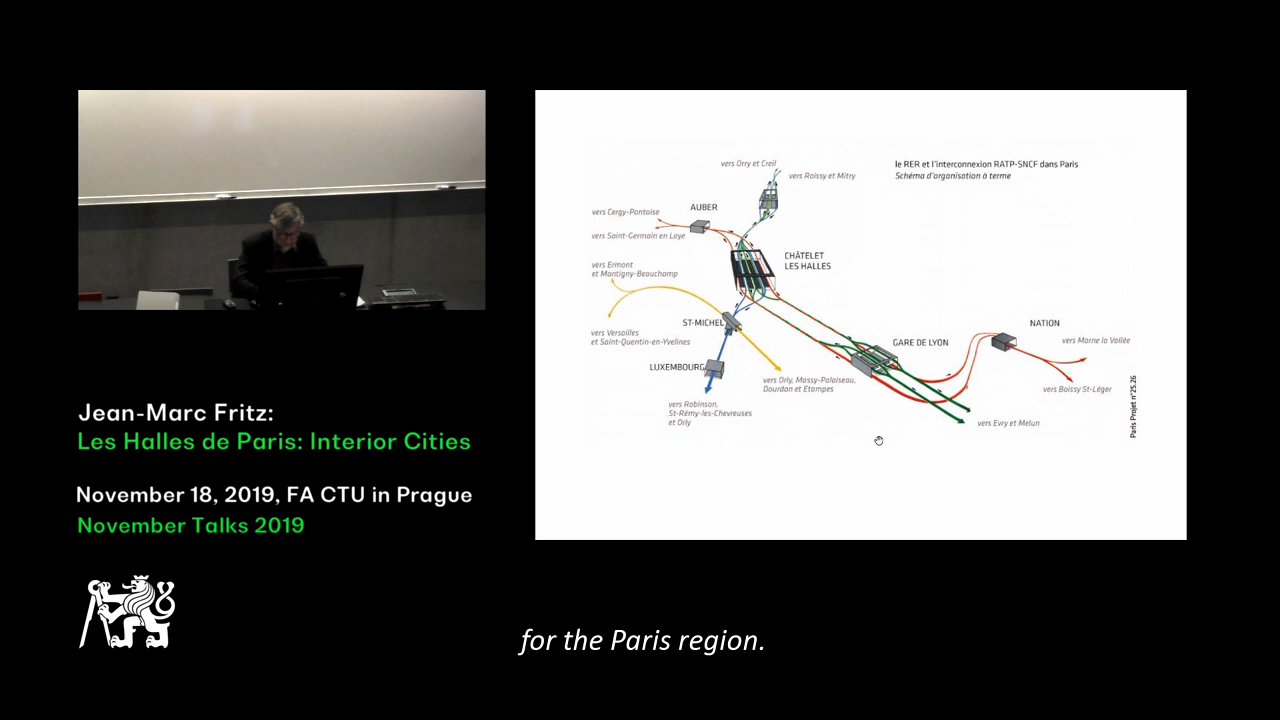 Jean-Marc Fritz:
Les Halles de Paris: Interior Cities
November 18, 2019, FA CTU in Prague
November Talks 2019
le RER et l'interconnexion RATP-SNCF dans Paris
Schéma d'organisation à terme
vers Orry et Creil
vers Roissy et Mitry
AUBER
vers Cergy-Pontoise
vers Saint-Germain en Laye
CHÂTELET
LES HALLES
vers Ermont
et Montigny-Beauchamp
ST-MICHEL
vers Versailles
et Saint-Quentin-en-Yvelines
LUXEMBOURG
GARE DE LYON
NATION
vers Marne la Vallée
vers Boissy St-Léger
vers Orly, Massy-Palaiseau,
Dourdan et Etampes
vers Robinson,
St-Rémy-les-Chevreuses
et Orly
vers Evry et Melun
Paris Projet n°25.26
for the Paris region.